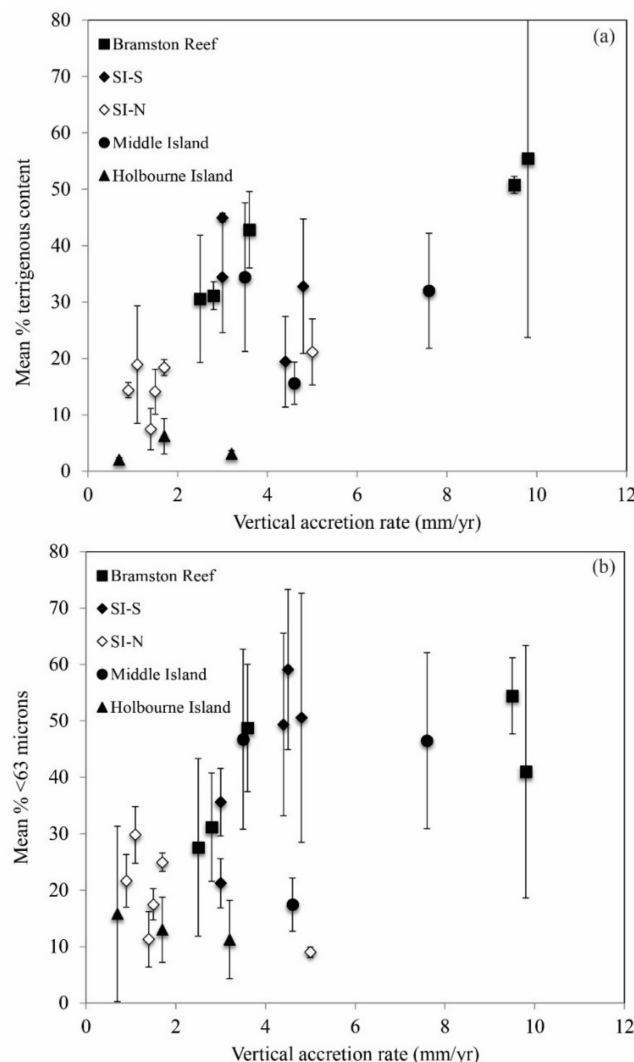 80
70
60
50
40
30
20
10
0
Mean % terrigenous content
(a)
Bramston Reef
SI-S
SI-N
Middle Island
Holbourne Island
0 2 4 6 8 10 12
Vertical accretion rate (mm/yr)
80
70
60
50
40
30
20
10
0
Mean % <63 microns
(b)
Bramston Reef
SI-S
SI-N
Middle Island
Holbourne Island
0 2 4 6 8 10 12
Vertical accretion rate (mm/yr)